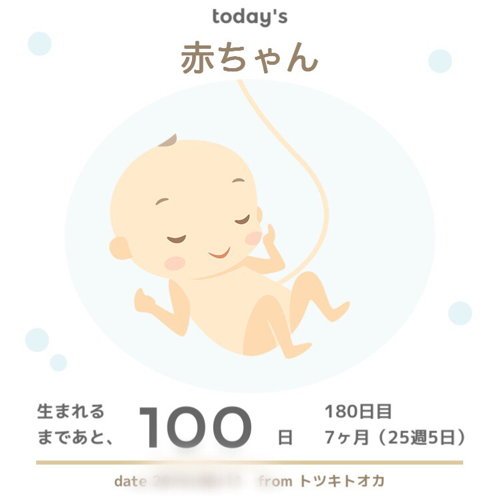 today's
赤ちゃん
生まれる
まであと、 100 日
180日目
7ヶ月（25週5日）
date from トツキトオカ